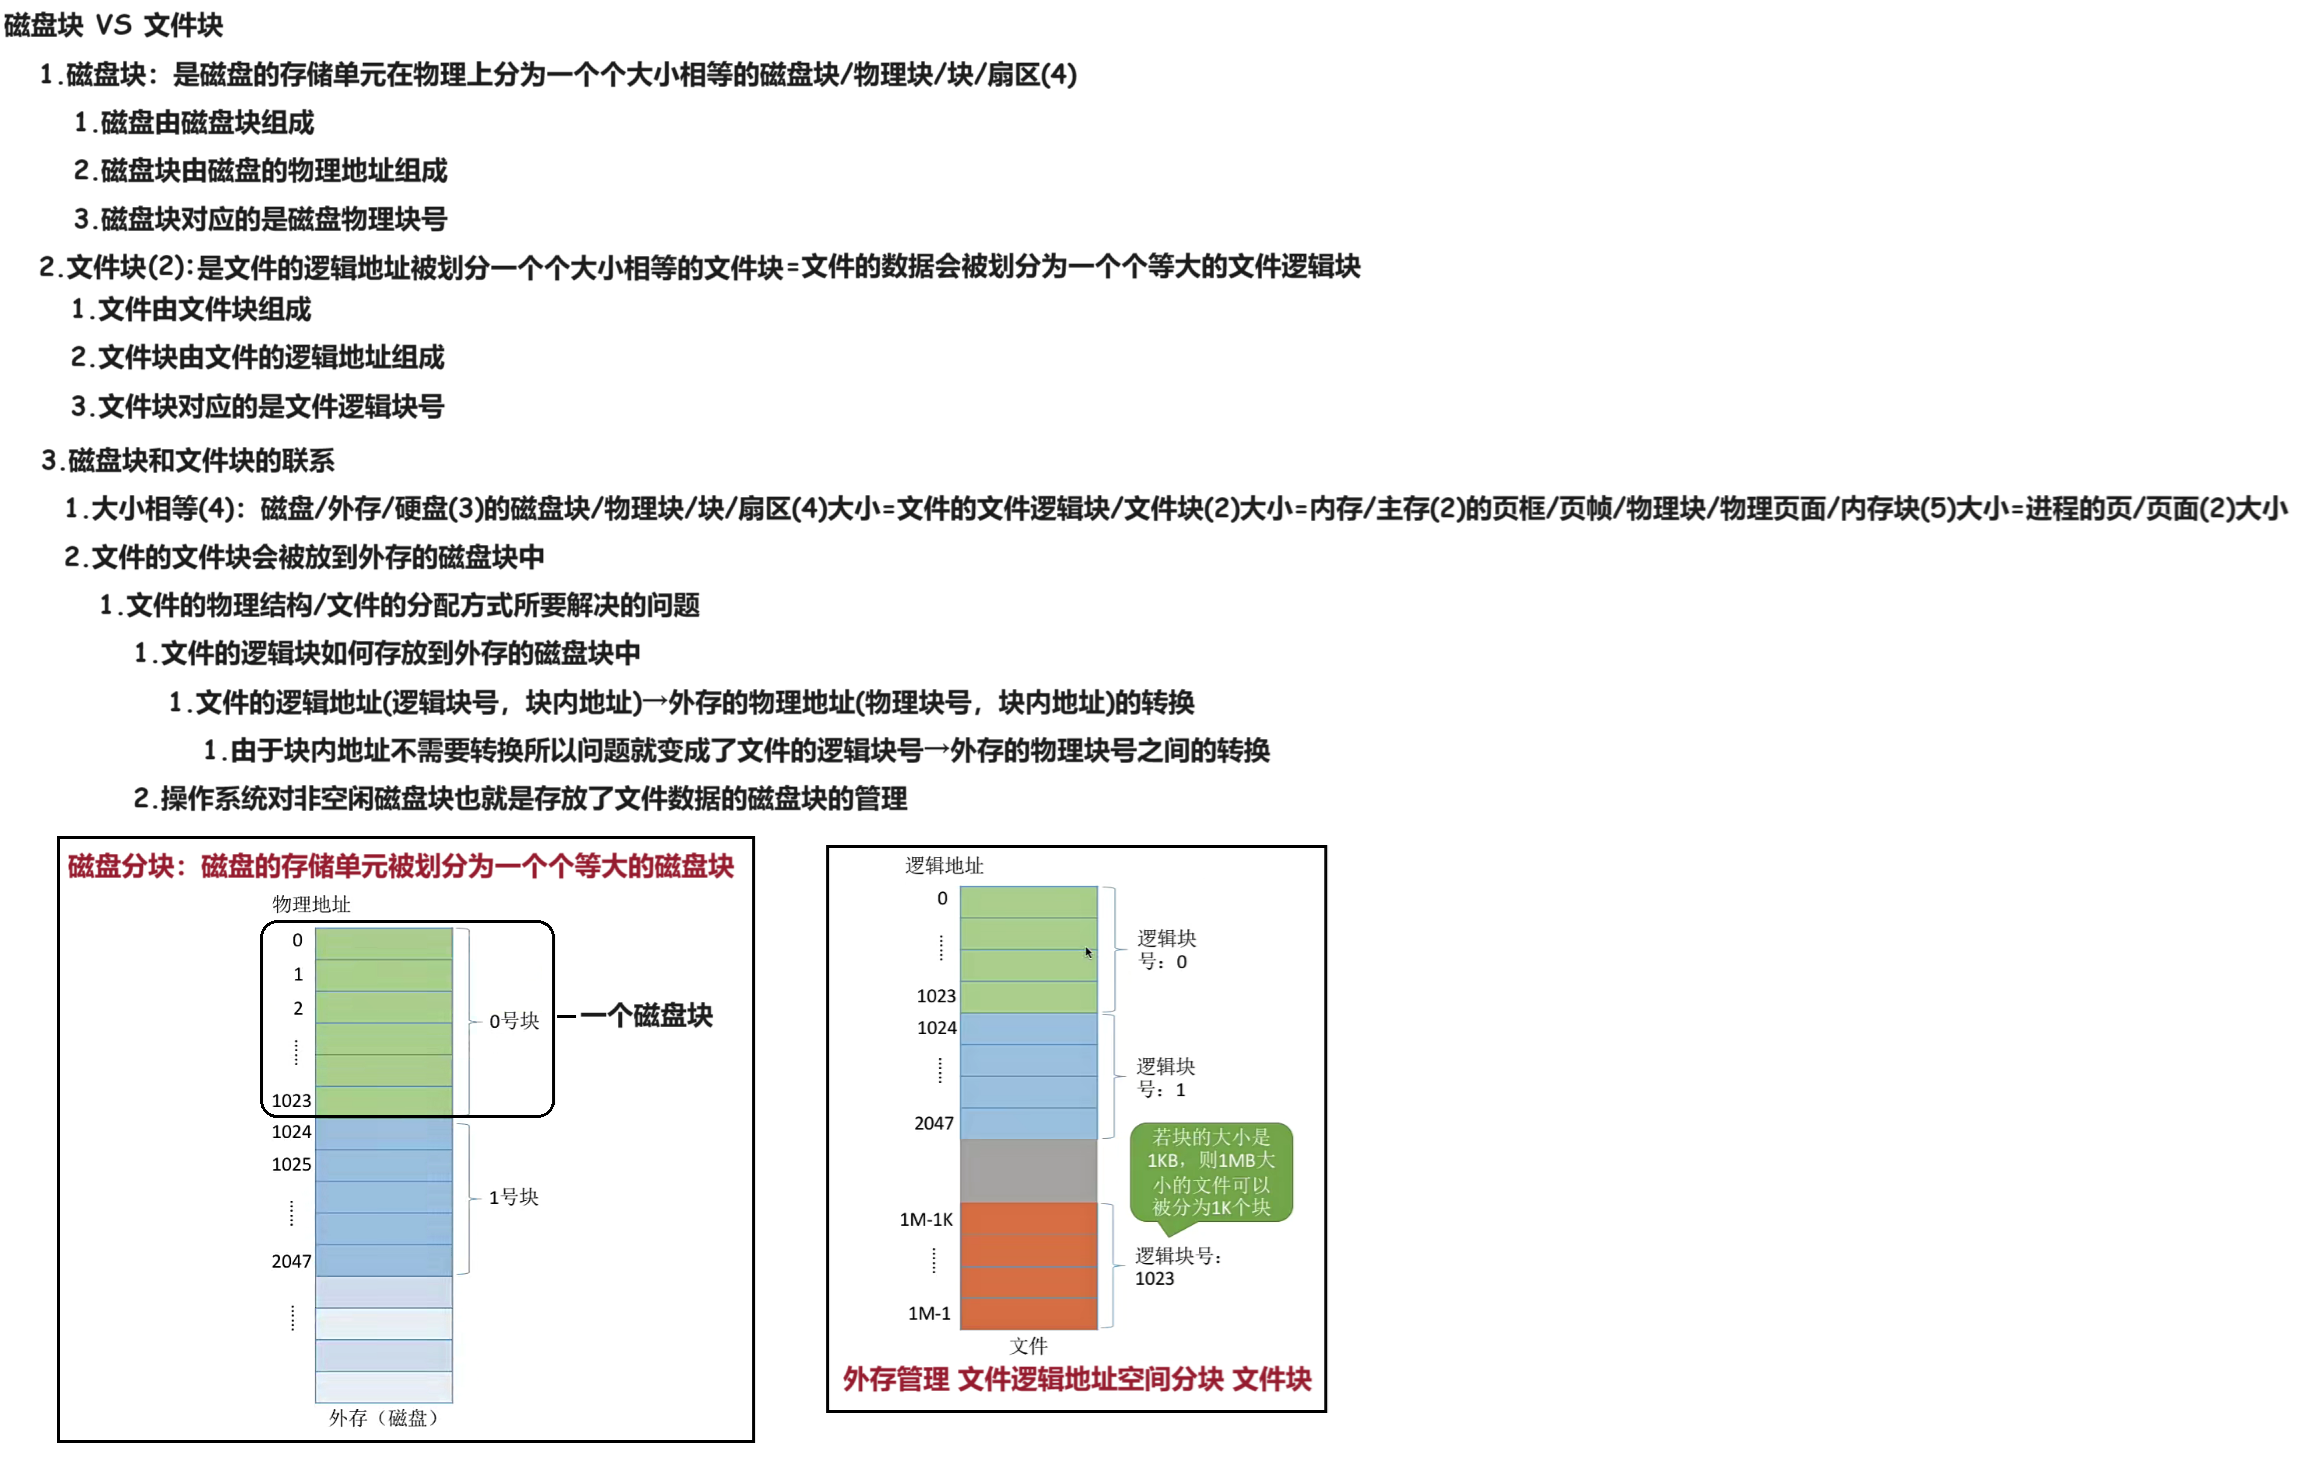 磁盘块 VS 文件块
1.磁盘块：是磁盘的存储单元在物理上分为一个个大小相等的磁盘块/物理块/块/扇区(4)
1.磁盘由磁盘块组成
2.磁盘块由磁盘的物理地址组成
3.磁盘块对应的是磁盘物理块号
2.文件块(2):是文件的逻辑地址被划分一个个大小相等的文件块=文件的数据会被划分为一个个等大的文件逻辑块
1.文件由文件块组成
2.文件块由文件的逻辑地址组成
3.文件块对应的是文件逻辑块号
3.磁盘块和文件块的联系
1.大小相等(4)：磁盘/外存/硬盘(3)的磁盘块/物理块/块/扇区(4)大小=文件的文件逻辑块/文件块(2)大小=内存/主存(2)的页框/页帧/物理块/物理页面/内存块(5)大小=进程的页/页面(2)大小
2.文件的文件块会被放到外存的磁盘块中
1.文件的物理结构/文件的分配方式所要解决的问题
1.文件的逻辑块如何存放到外存的磁盘块中
1.文件的逻辑地址(逻辑块号，块内地址)→外存的物理地址(物理块号，块内地址)的转换
1.由于块内地址不需要转换所以问题就变成了文件的逻辑块号→外存的物理块号之间的转换
2.操作系统对非空闲磁盘块也就是存放了文件数据的磁盘块的管理
磁盘分块：磁盘的存储单元被划分为一个个等大的磁盘块
物理地址
0
1
2
……
1023
0号块
一个磁盘块
1024
1025
……
2047
1号块
……
外存（磁盘）
逻辑地址
0
……
1023
逻辑块
号：0
1024
……
2047
逻辑块
号：1
若块的大小是
1KB，则1MB大
小的文件可以
被分为1K个块
1M-1K
……
1M-1
逻辑块号：
1023
文件
外存管理 文件逻辑地址空间分块 文件块